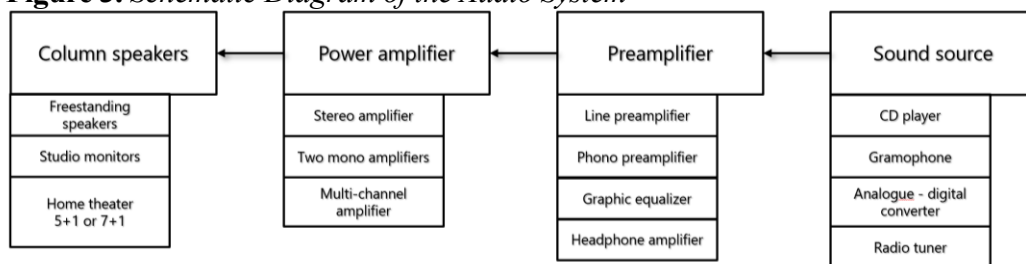 Figure 3. Schematic Diagram of the Audio System
Column speakers
Freestanding
speakers
Studio monitors
Home theater
5+1 or 7+1
Power amplifier
Stereo amplifier
Two mono amplifiers
Multi-channel
amplifier
Preamplifier
Line preamplifier
Phono preamplifier
Graphic equalizer
Headphone amplifier
Sound source
CD player
Gramophone
Analogue - digital
converter
Radio tuner